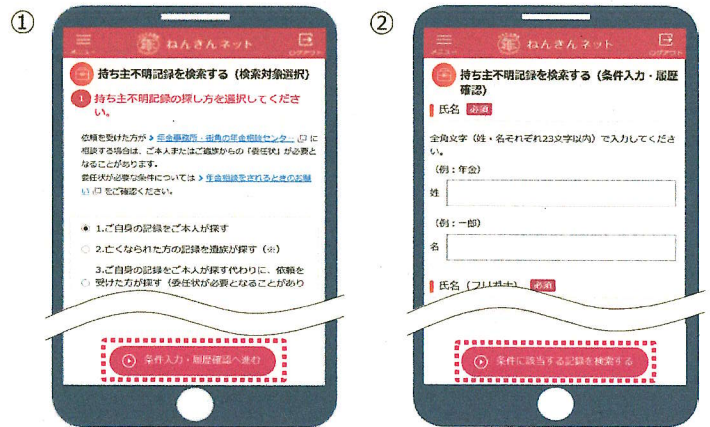 ①
メニュー
年 ねんきんネット
ログアウト
持ち主不明記録を検索する（検索対象選択）
1 持ち主不明記録の探し方を選択してくださ
い。
依頼を受けた方が > 年金事務所・街角の年金相談センター に
相談する場合は、ご本人またはご遺族からの「委任状」が必要と
なることがあります。
委任状が必要な条件については > 年金相談をされるときのお願
い をご確認ください。
1.ご自身の記録をご本人が探す
2.亡くなられた方の記録を遺族が探す（※）
3.ご自身の記録をご本人が探す代わりに、依頼を
受けた方が探す（委任状が必要となることがあり
条件入力・履歴確認へ進む
②
メニュー
年 ねんきんネット
ログアウト
持ち主不明記録を検索する（条件入力・履歴
確認）
氏名 必須
全角文字（姓・名それぞれ23文字以内）で入力してくださ
い。
（例：年金）
姓
（例：一郎）
名
氏名（フリガナ） 必須
条件に該当する記録を検索する